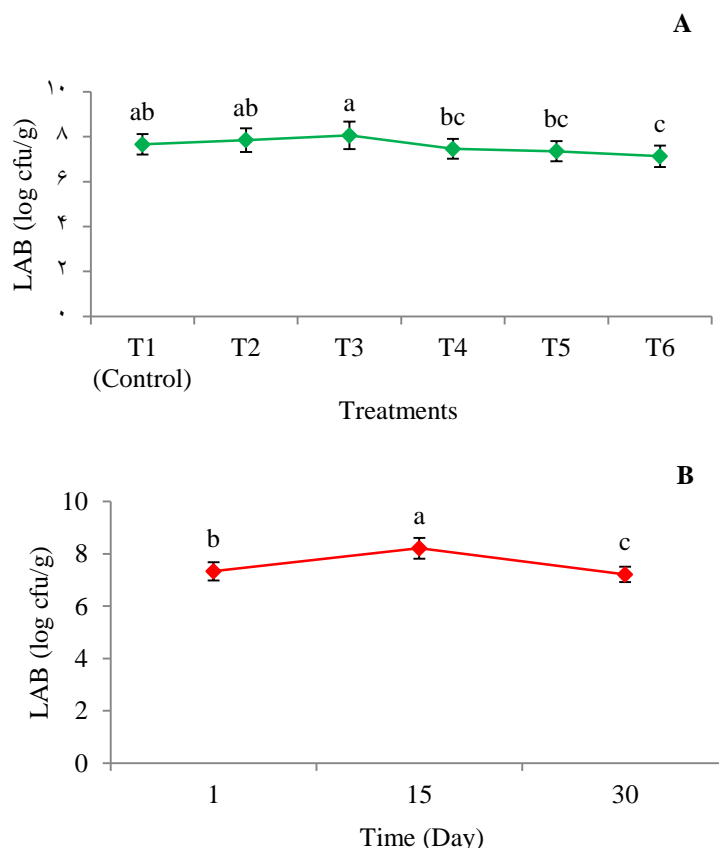 A
LAB (log cfu/g)
۱۰
۸
۶
۴
۲
۰
ab
ab
a
bc
bc
c
T1 T2 T3 T4 T5 T6
(Control)
Treatments
B
LAB (log cfu/g)
10
8
6
4
2
0
b
a
c
1 15 30
Time (Day)